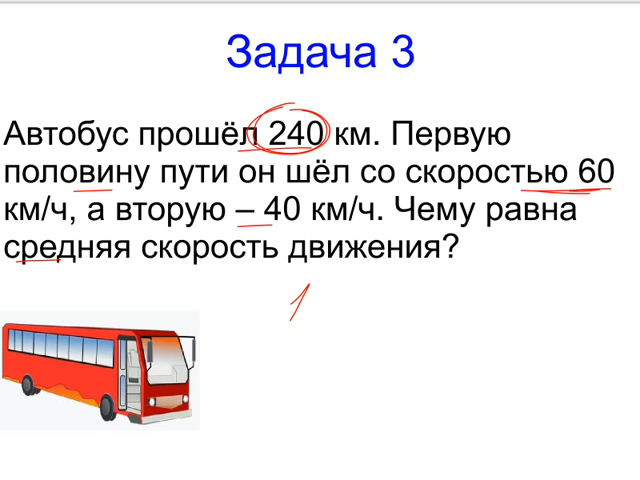 Задача 3
Автобус прошёл 240 км. Первую
половину пути он шёл со скоростью 60
км/ч, а вторую – 40 км/ч. Чему равна
средняя скорость движения?
1